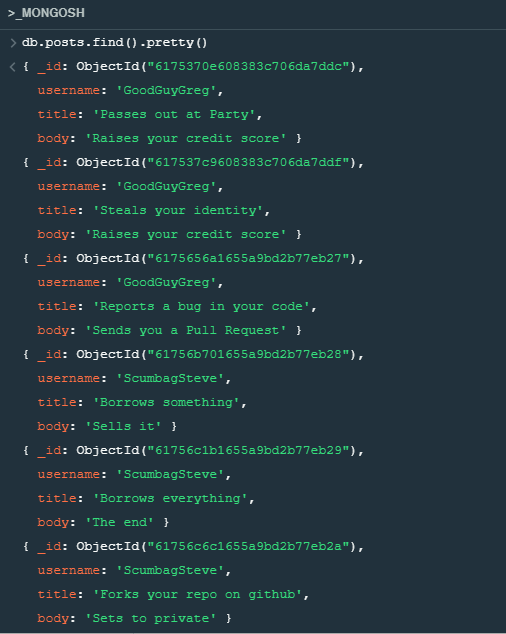 >_MONGOSH
> db.posts.find().pretty()
< { _id: ObjectId("6175370e608383c706da7ddc"),
username: 'GoodGuyGreg',
title: 'Passes out at Party',
body: 'Raises your credit score' }
{ _id: ObjectId("617537c9608383c706da7ddf"),
username: 'GoodGuyGreg',
title: 'Steals your identity',
body: 'Raises your credit score' }
{ _id: ObjectId("6175656a1655a9bd2b77eb27"),
username: 'GoodGuyGreg',
title: 'Reports a bug in your code',
body: 'Sends you a Pull Request' }
{ _id: ObjectId("61756b701655a9bd2b77eb28"),
username: 'ScumbagSteve',
title: 'Borrows something',
body: 'Sells it' }
{ _id: ObjectId("61756c1b1655a9bd2b77eb29"),
username: 'ScumbagSteve',
title: 'Borrows everything',
body: 'The end' }
{ _id: ObjectId("61756c6c1655a9bd2b77eb2a"),
username: 'ScumbagSteve',
title: 'Forks your repo on github',
body: 'Sets to private' }